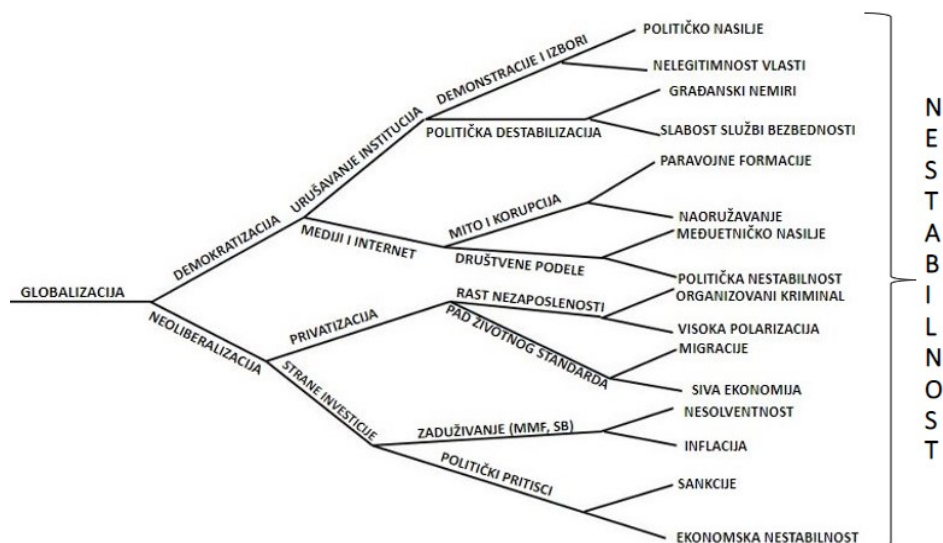 GLOBALIZACIJA
DEMOKRATIZACIJA
NEOLIBERALIZACIJA
URUŠAVANJE INSTITUCIJA
MEDIJI I INTERNET
PRIVATIZACIJA
STRANE INVESTICIJE
DEMONSTRACIJE I IZBORI
POLITIČKA DESTABILIZACIJA
MITO I KORUPCIJA
DRUŠTVENE PODELE
RAST NEZAPOSLENOSTI
PAD ŽIVOTNOG STANDARDA
ZADUŽIVANJE (MMF, SB)
POLITIČKI PRITISCI
POLITIČKO NASILJE
NELEGITIMNOST VLASTI
GRAĐANSKI NEMIRI
SLABOST SLUŽBI BEZBEDNOSTI
PARAVOJNE FORMACIJE
NAORUŽAVANJE
MEĐUETNIČKO NASILJE
POLITIČKA NESTABILNOST
ORGANIZOVANI KRIMINAL
VISOKA POLARIZACIJA
MIGRACIJE
SIVA EKONOMIJA
NESOLVENTNOST
INFLACIJA
SANKCIJE
EKONOMSKA NESTABILNOST
NESTABILNOST